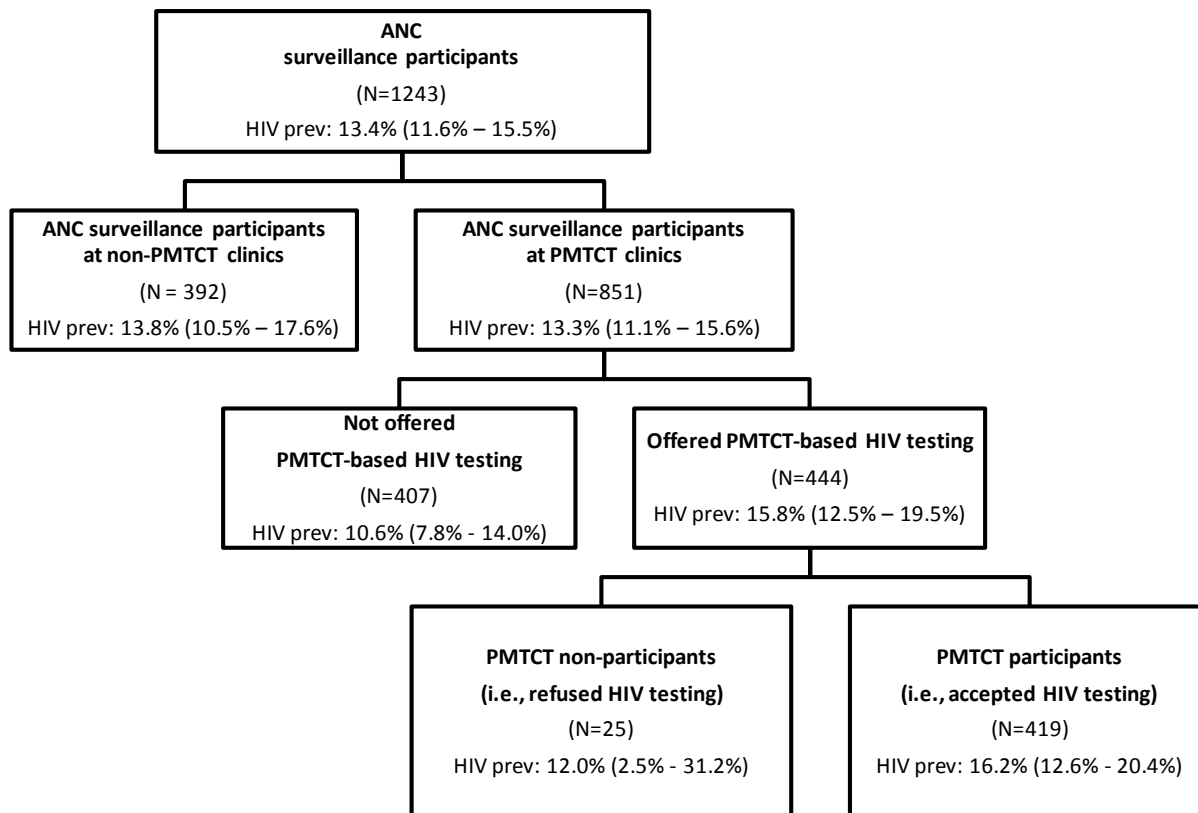 ANC
surveillance participants
(N=1243)
HIV prev: 13.4% (11.6% – 15.5%)
ANC surveillance participants
at non-PMTCT clinics
(N = 392)
HIV prev: 13.8% (10.5% – 17.6%)
ANC surveillance participants
at PMTCT clinics
(N=851)
HIV prev: 13.3% (11.1% – 15.6%)
Not offered
PMTCT-based HIV testing
(N=407)
HIV prev: 10.6% (7.8% - 14.0%)
Offered PMTCT-based HIV testing
(N=444)
HIV prev: 15.8% (12.5% – 19.5%)
PMTCT non-participants
(i.e., refused HIV testing)
(N=25)
HIV prev: 12.0% (2.5% - 31.2%)
PMTCT participants
(i.e., accepted HIV testing)
(N=419)
HIV prev: 16.2% (12.6% - 20.4%)